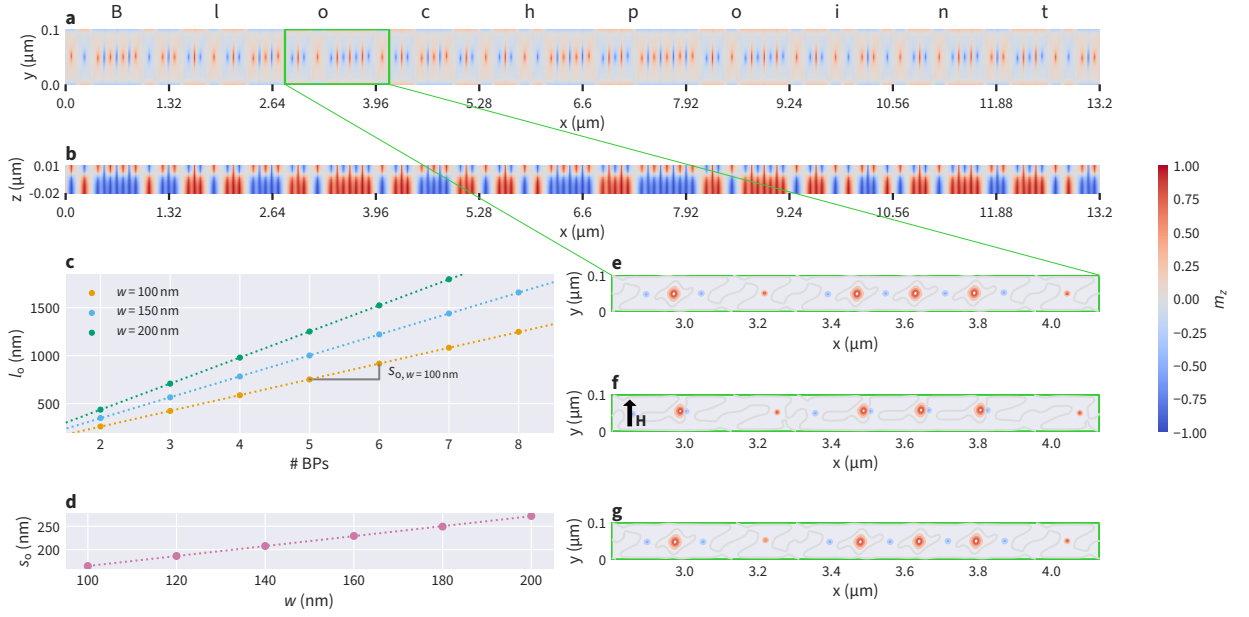 a B l o c h p o i n t
y (µm)
0.1
0.0
0.0 1.32 2.64 3.96 5.28 6.6 7.92 9.24 10.56 11.88 13.2
x (µm)
b
z (µm)
0.01
-0.02
0.0 1.32 2.64 3.96 5.28 6.6 7.92 9.24 10.56 11.88 13.2
x (µm)
c
w = 100 nm
w = 150 nm
w = 200 nm
l₀ (nm)
1500
1000
500
s₀, w = 100 nm
2 3 4 5 6 7 8
# BPs
d
s₀ (nm)
250
200
100 120 140 160 180 200
w (nm)
e
y (µm)
0.1
0
3.0 3.2 3.4 3.6 3.8 4.0
x (µm)
f
y (µm)
0.1
0
H
3.0 3.2 3.4 3.6 3.8 4.0
x (µm)
g
y (µm)
0.1
0
3.0 3.2 3.4 3.6 3.8 4.0
x (µm)
1.00
0.75
0.50
0.25
0.00
−0.25
−0.50
−0.75
−1.00
m_z